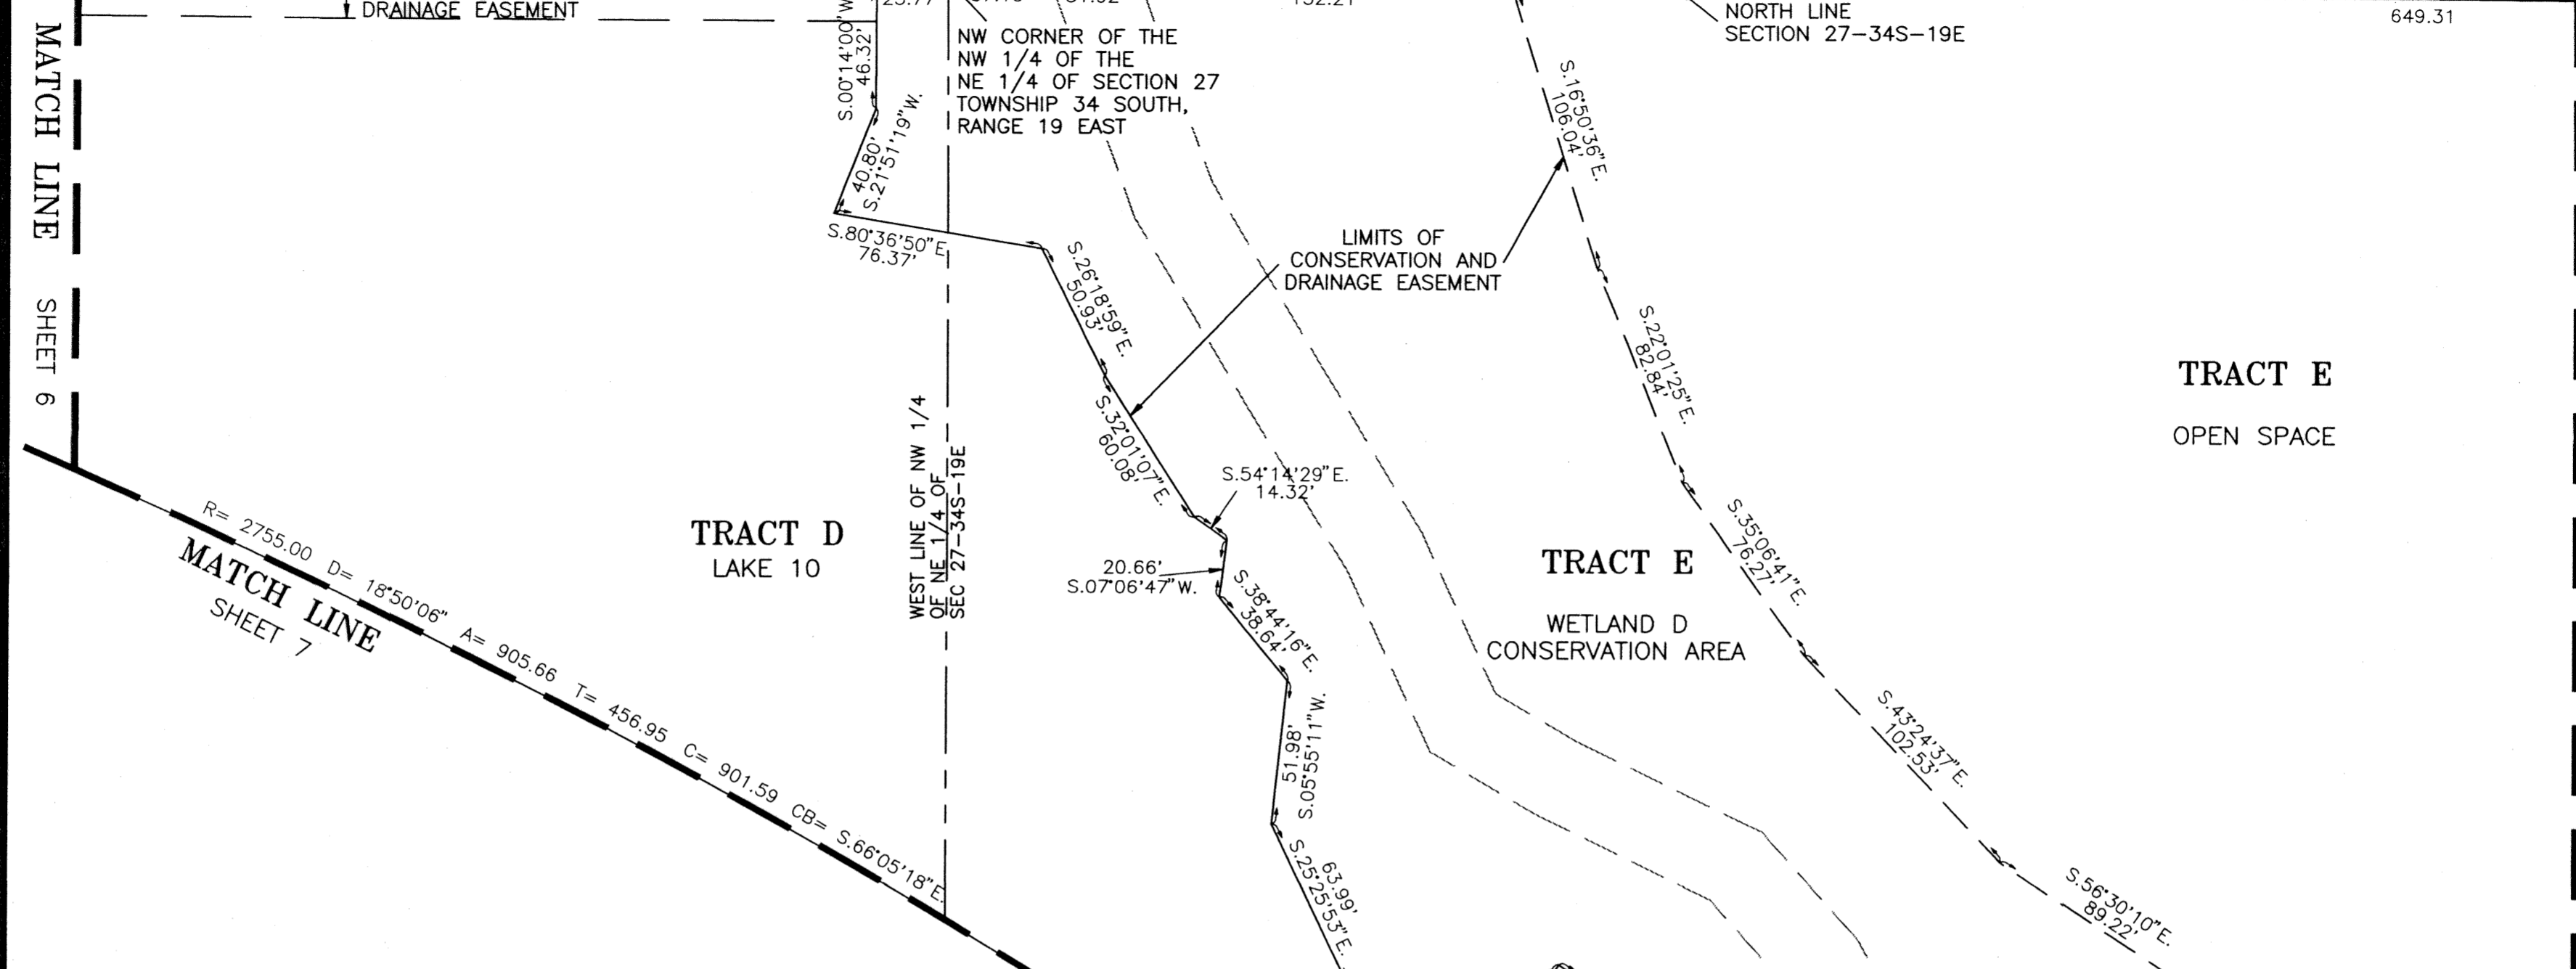 DRAINAGE EASEMENT
MATCH LINE SHEET 6
S.00°14'00"W.
46.32'
NW CORNER OF THE
NW 1/4 OF THE
NE 1/4 OF SECTION 27
TOWNSHIP 34 SOUTH,
RANGE 19 EAST
NORTH LINE
SECTION 27-34S-19E
649.31
40.80'
S.21°51'19"W.
S.80°36'50"E
76.37'
S.26°18'59"E.
50.93'
S.32°01'07"E.
60.08'
S.54°14'29"E.
14.32'
20.66'
S.07°06'47"W.
S.38°44'16"E.
38.64'
51.98'
S.05°55'11"W.
63.99'
S.25°25'53"E.
LIMITS OF
CONSERVATION AND
DRAINAGE EASEMENT
S.16°50'36"E.
106.04'
S.22°01'25"E.
82.84'
S.35°06'41"E.
76.27'
S.43°24'37"E.
102.53'
S.56°30'10"E.
89.22'
TRACT E
OPEN SPACE
TRACT E
WETLAND D
CONSERVATION AREA
TRACT D
LAKE 10
WEST LINE OF NW 1/4
OF NE 1/4 OF
SEC 27-34S-19E
R= 2755.00 D= 18°50'06" A= 905.66 T= 456.95 C= 901.59 CB= S.66°05'18"E.
MATCH LINE
SHEET 7